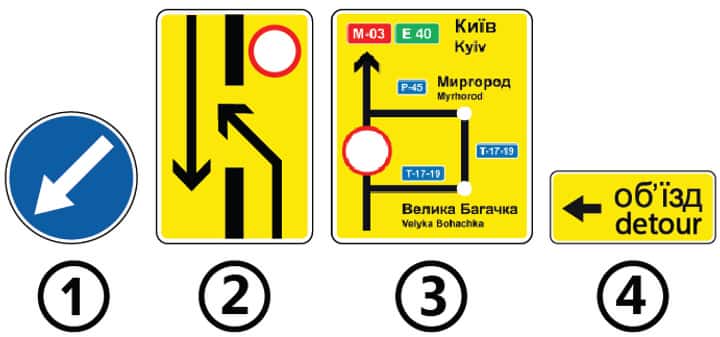 M-03 E 40 Київ
Kyiv
P-45 Миргород
Myrhorod
T-17-19
T-17-19
Велика Багачка
Velyka Bohachka
об'їзд
detour
1 2 3 4